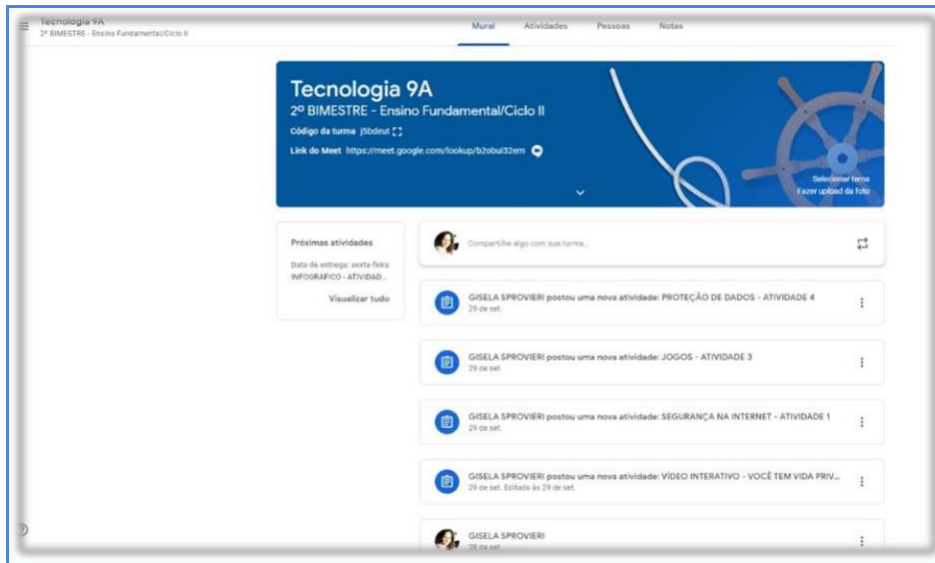 Tecnologia 9A
2º BIMESTRE - Ensino Fundamental/Ciclo II
Mural Atividades Pessoas Notas
Tecnologia 9A
2º BIMESTRE - Ensino Fundamental/Ciclo II
Código da turma j5bdeut
Link do Meet https://meet.google.com/lookup/b2obul32em
Selecionar tema
Fazer upload da foto
Próximas atividades
Data de entrega: sexta-feira
INFOGRÁFICO - ATIVIDAD...
Visualizar tudo
Compartilhe algo com sua turma...
GISELA SPROVIERI postou uma nova atividade: PROTEÇÃO DE DADOS - ATIVIDADE 4
29 de set.
GISELA SPROVIERI postou uma nova atividade: JOGOS - ATIVIDADE 3
29 de set.
GISELA SPROVIERI postou uma nova atividade: SEGURANÇA NA INTERNET - ATIVIDADE 1
29 de set.
GISELA SPROVIERI postou uma nova atividade: VÍDEO INTERATIVO - VOCÊ TEM VIDA PRIV...
29 de set. Editado às 29 de set.
GISELA SPROVIERI
28 de set.